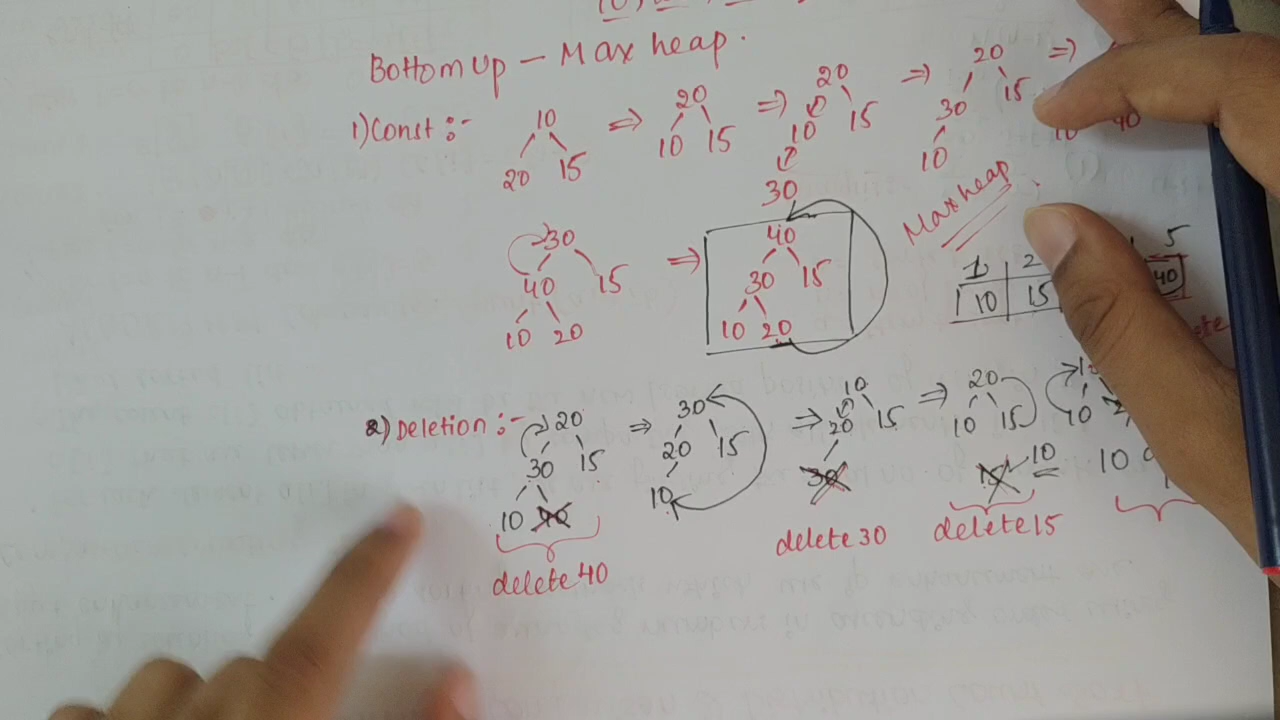 Bottom Up - Max heap.
1) Const :- 10 ⇒ 20 ⇒ 20 ⇒ 20 ⇒
20 15 10 15 10 15 30 15
30 10 10 40
Max heap
30 ⇒ 40
40 15 30 15
10 20 10 20
1 2 5
10 15 40
2) Deletion :- 20 ⇒ 30 ⇒ 10 ⇒ 20
30 15 20 15 20 15 10 15 10
10 40 10 30 15 10 10
delete 40 delete 30 delete 15